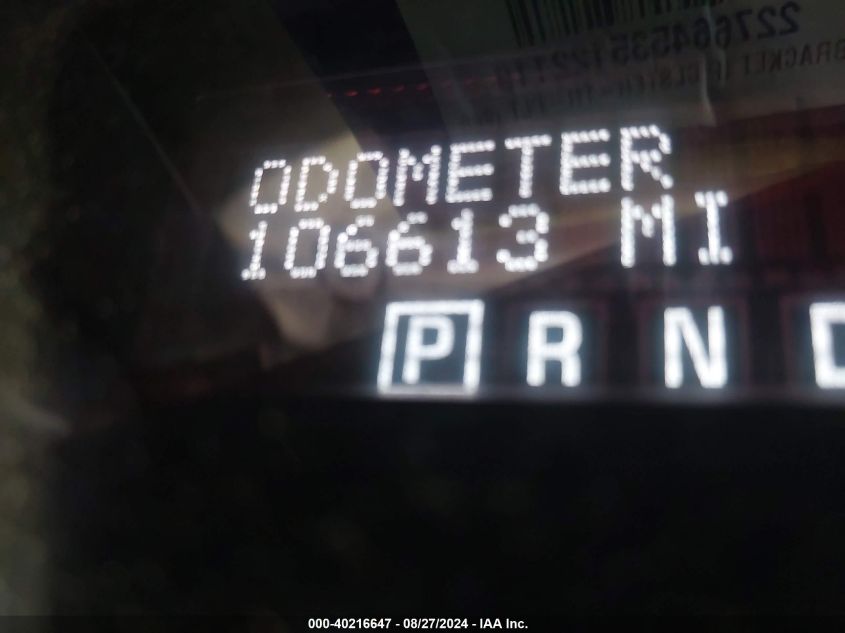 ODOMETER
106613 MI
P R N
000-40216647 - 08/27/2024 - IAA Inc.